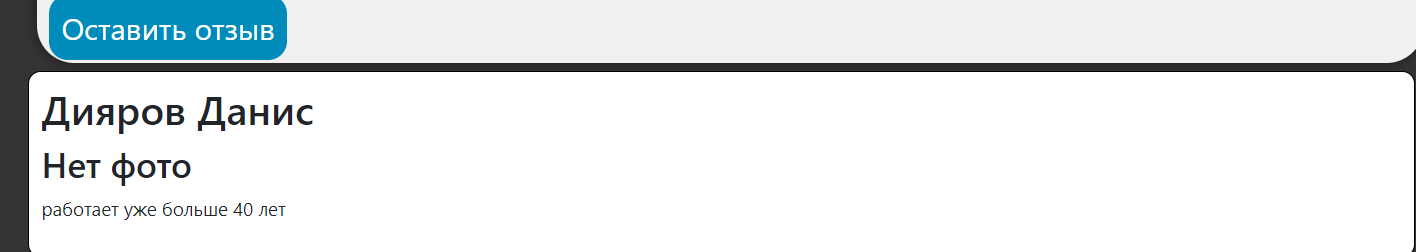 Оставить отзыв
Дияров Данис
Нет фото
работает уже больше 40 лет